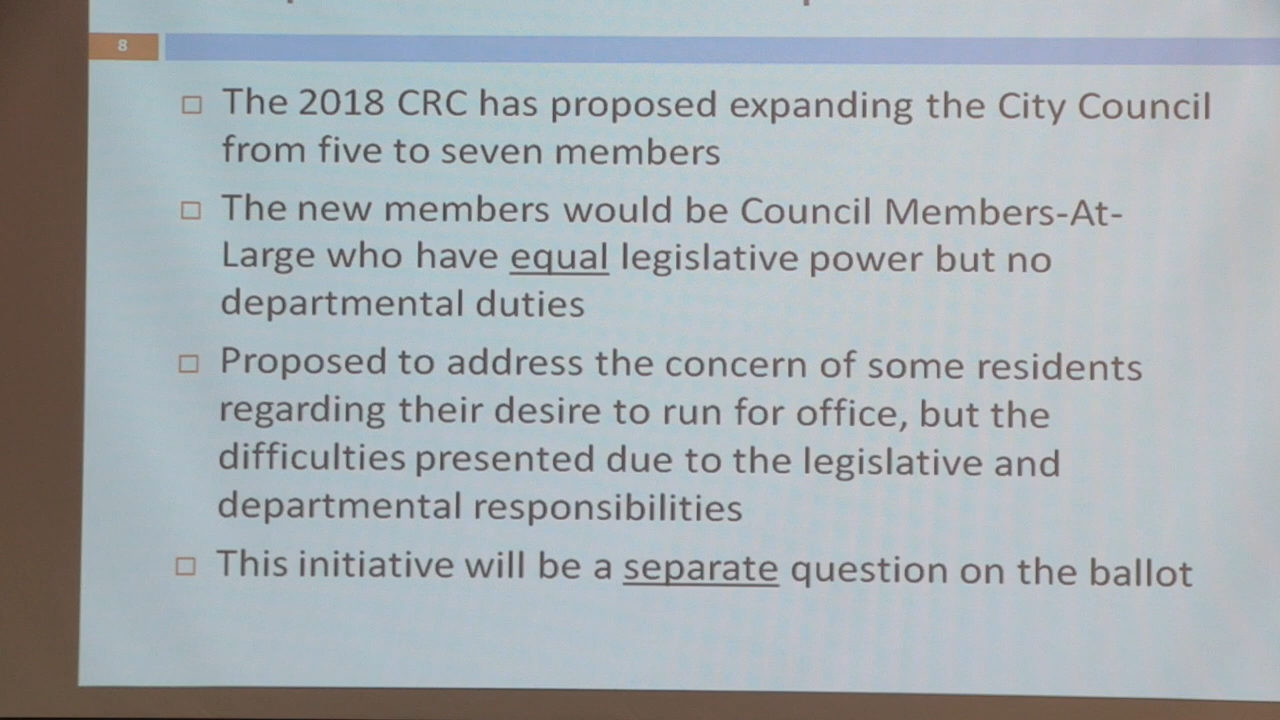 8
The 2018 CRC has proposed expanding the City Council
from five to seven members
The new members would be Council Members-At-
Large who have equal legislative power but no
departmental duties
Proposed to address the concern of some residents
regarding their desire to run for office, but the
difficulties presented due to the legislative and
departmental responsibilities
This initiative will be a separate question on the ballot